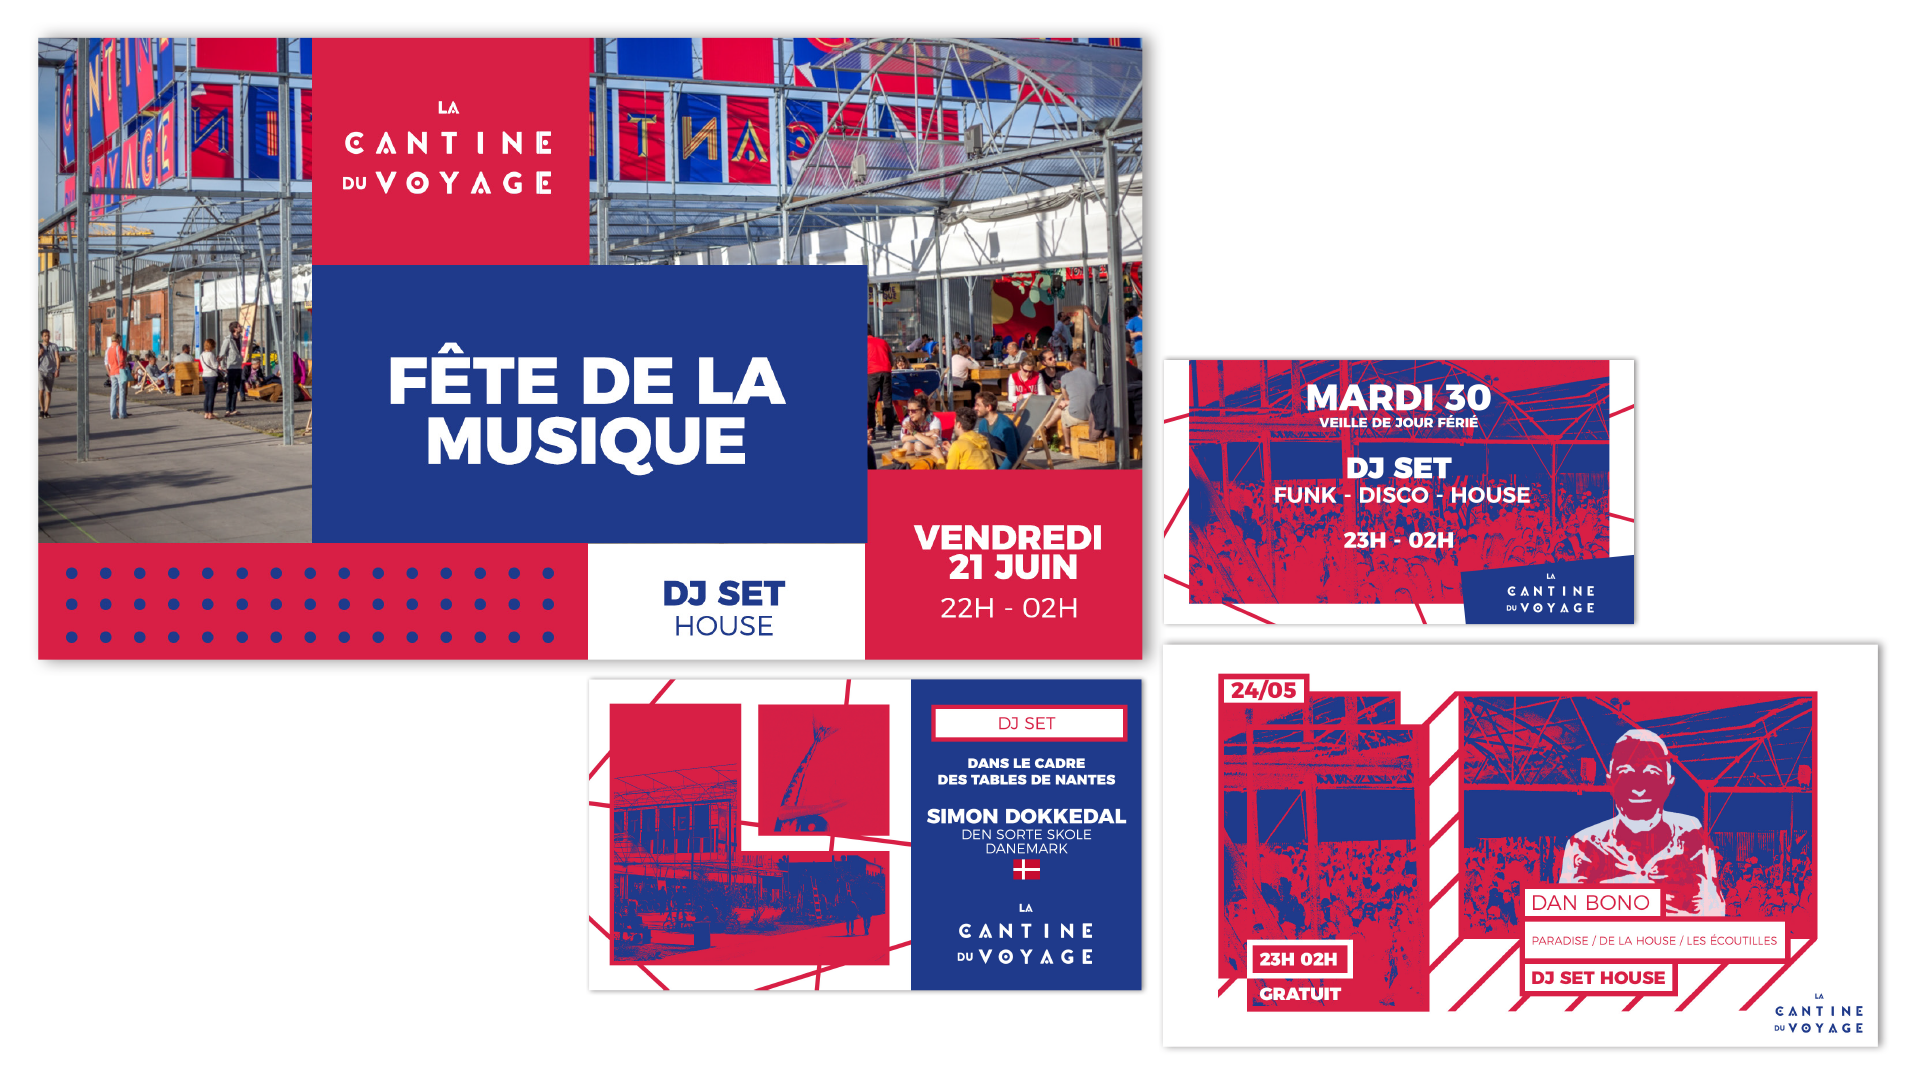 LA
CANTINE
DU VOYAGE
FÊTE DE LA
MUSIQUE
DJ SET
HOUSE
VENDREDI
21 JUIN
22H - 02H
MARDI 30
VEILLE DE JOUR FÉRIÉ
DJ SET
FUNK - DISCO - HOUSE
23H - 02H
LA
CANTINE
DU VOYAGE
DJ SET
DANS LE CADRE
DES TABLES DE NANTES
SIMON DOKKEDAL
DEN SORTE SKOLE
DANEMARK
LA
CANTINE
DU VOYAGE
24/05
23H 02H
GRATUIT
DAN BONO
PARADISE / DE LA HOUSE / LES ÉCOUTILLES
DJ SET HOUSE
LA
CANTINE
DU VOYAGE